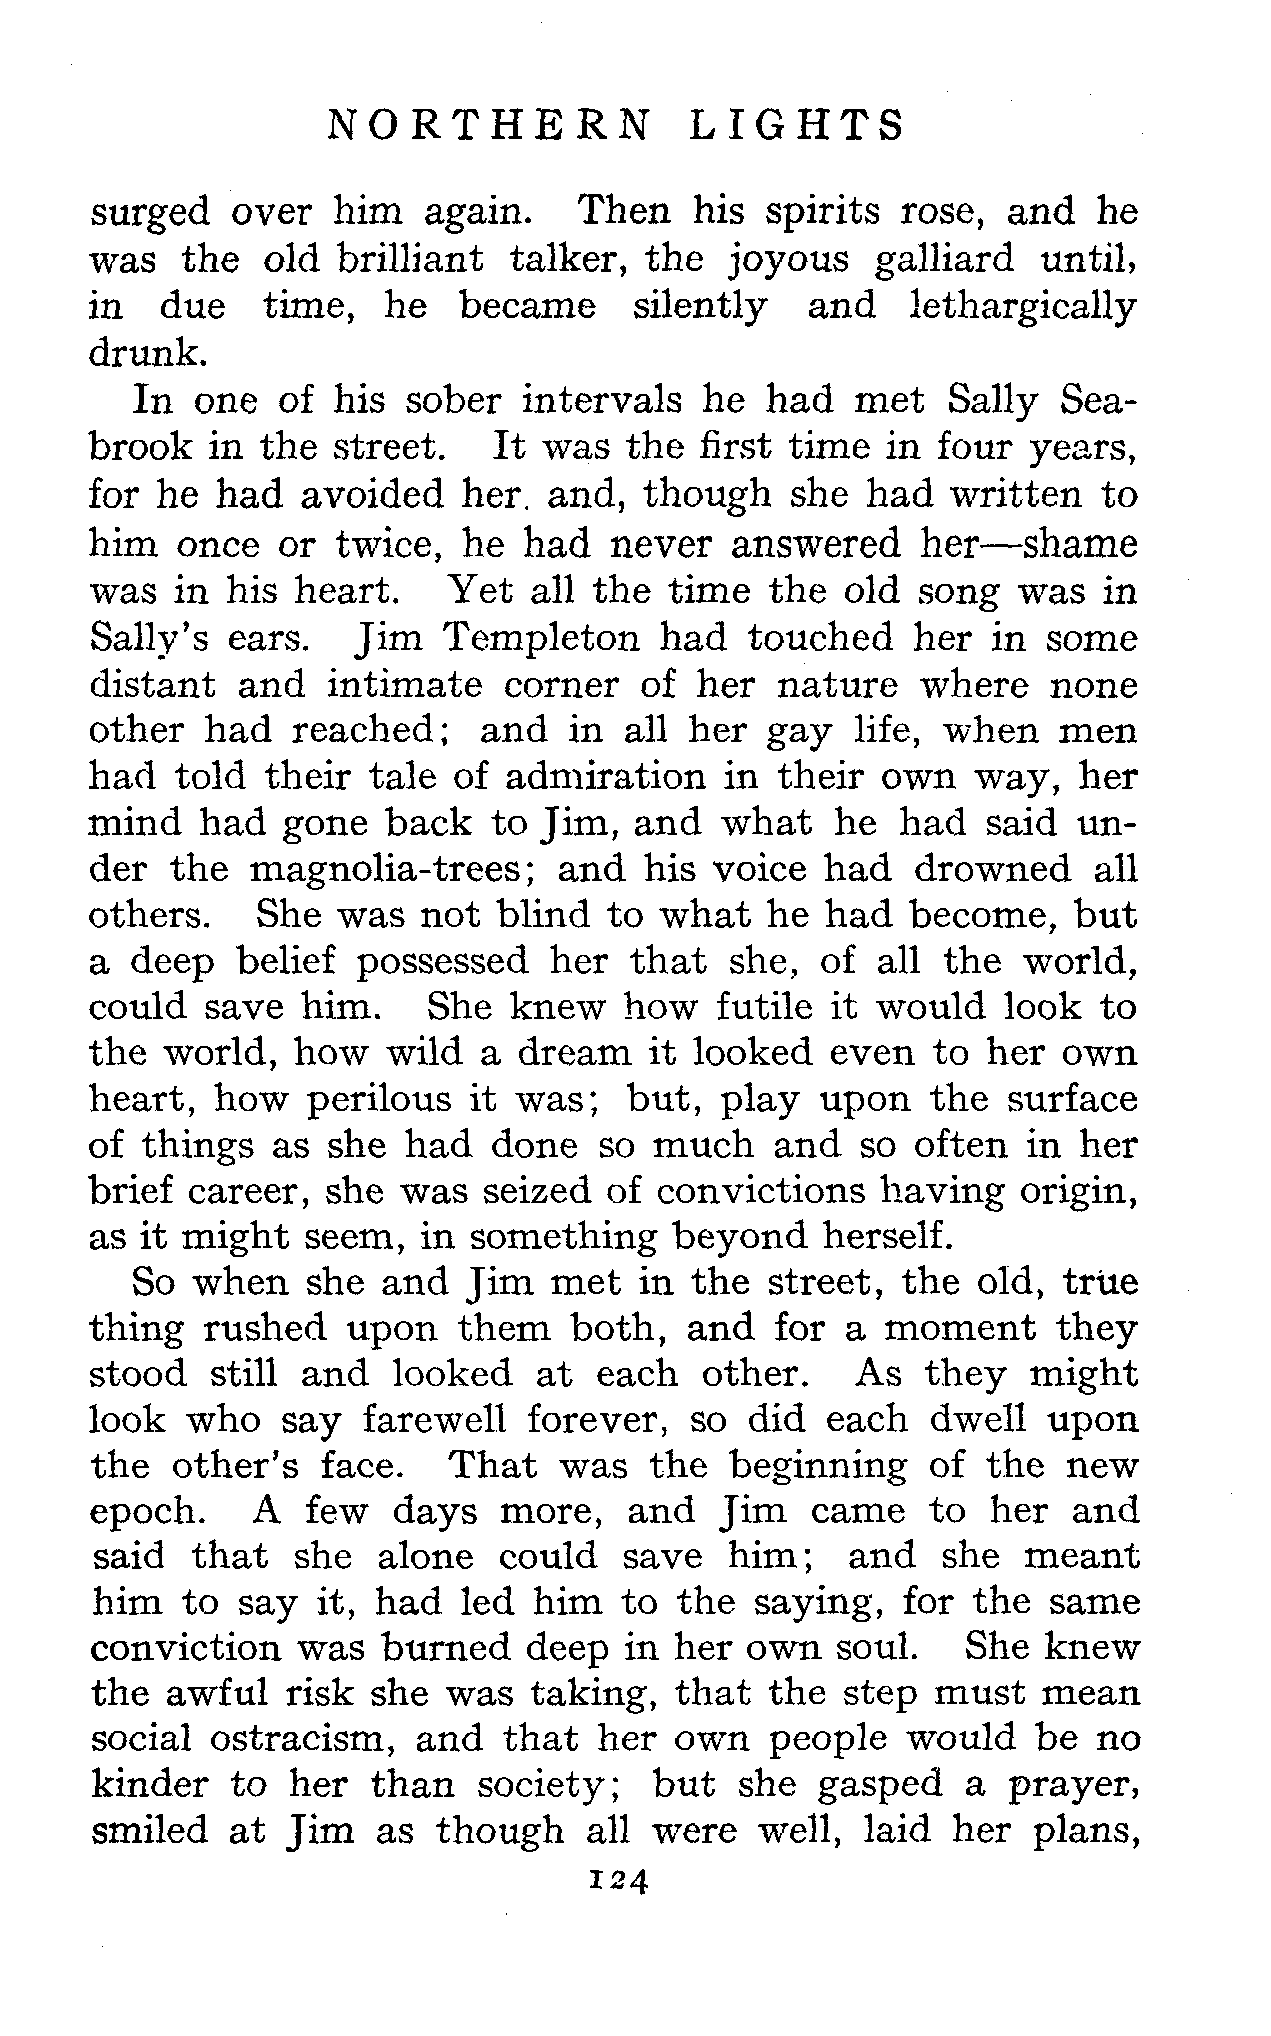 NORTHERN LIGHTS
surged over him again. Then his spirits rose, and he
was the old brilliant talker, the joyous galliard until,
in due time, he became silently and lethargically
drunk.
In one of his sober intervals he had met Sally Sea-
brook in the street. It was the first time in four years,
for he had avoided her. and, though she had written to
him once or twice, he had never answered her—shame
was in his heart. Yet all the time the old song was in
Sally's ears. Jim Templeton had touched her in some
distant and intimate corner of her nature where none
other had reached; and in all her gay life, when men
had told their tale of admiration in their own way, her
mind had gone back to Jim, and what he had said un-
der the magnolia-trees; and his voice had drowned all
others. She was not blind to what he had become, but
a deep belief possessed her that she, of all the world,
could save him. She knew how futile it would look to
the world, how wild a dream it looked even to her own
heart, how perilous it was; but, play upon the surface
of things as she had done so much and so often in her
brief career, she was seized of convictions having origin,
as it might seem, in something beyond herself.
So when she and Jim met in the street, the old, true
thing rushed upon them both, and for a moment they
stood still and looked at each other. As they might
look who say farewell forever, so did each dwell upon
the other's face. That was the beginning of the new
epoch. A few days more, and Jim came to her and
said that she alone could save him; and she meant
him to say it, had led him to the saying, for the same
conviction was burned deep in her own soul. She knew
the awful risk she was taking, that the step must mean
social ostracism, and that her own people would be no
kinder to her than society; but she gasped a prayer,
smiled at Jim as though all were well, laid her plans,
124